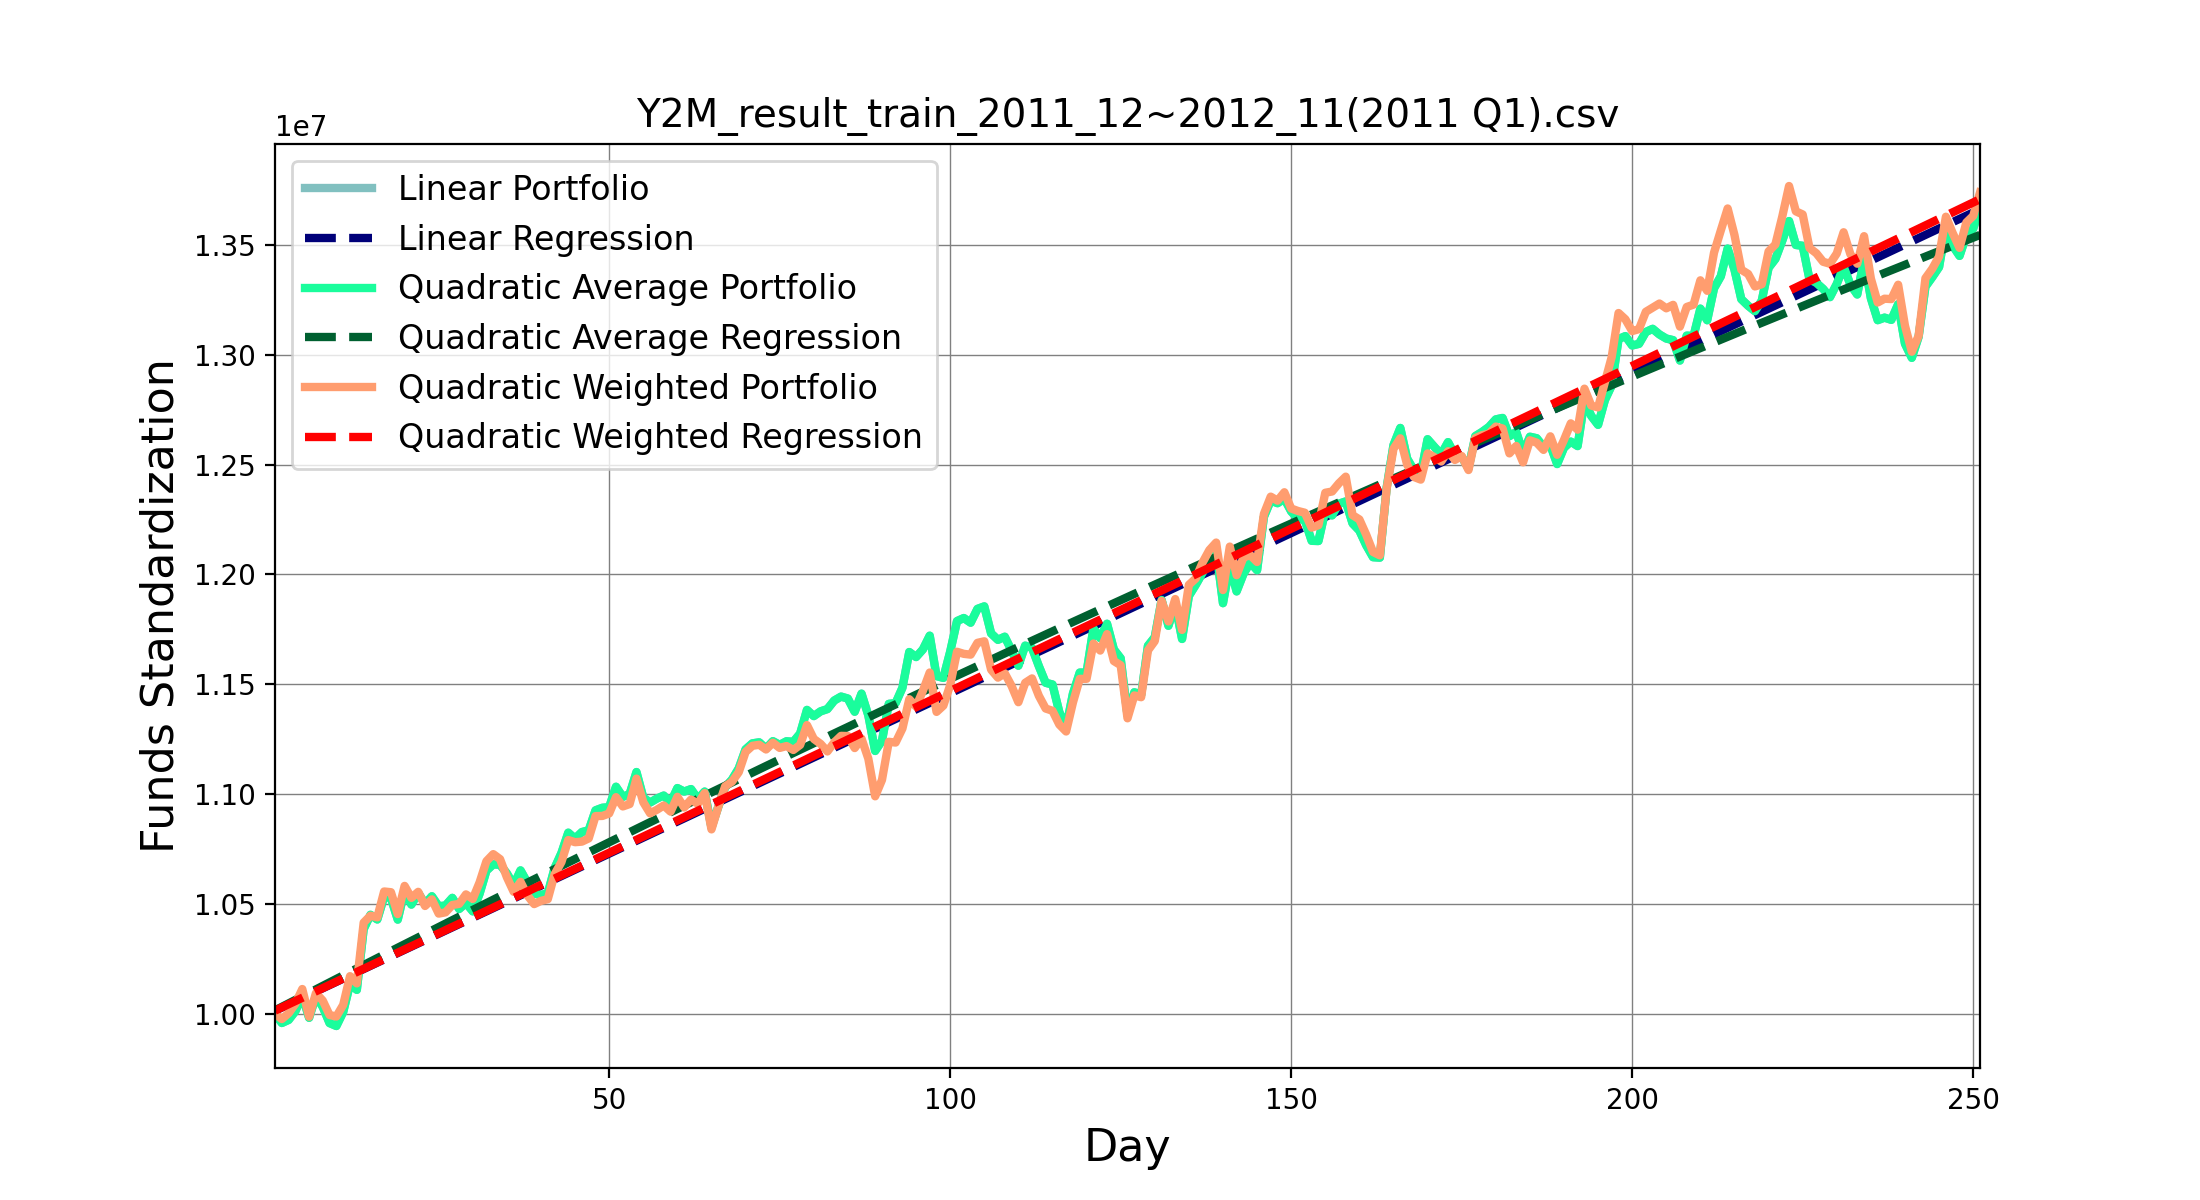 Y2M_result_train_2011_12~2012_11(2011 Q1).csv
1e7
Linear Portfolio
Linear Regression
Quadratic Average Portfolio
Quadratic Average Regression
Quadratic Weighted Portfolio
Quadratic Weighted Regression
Funds Standardization
1.35
1.30
1.25
1.20
1.15
1.10
1.05
1.00
50
100
150
200
250
Day